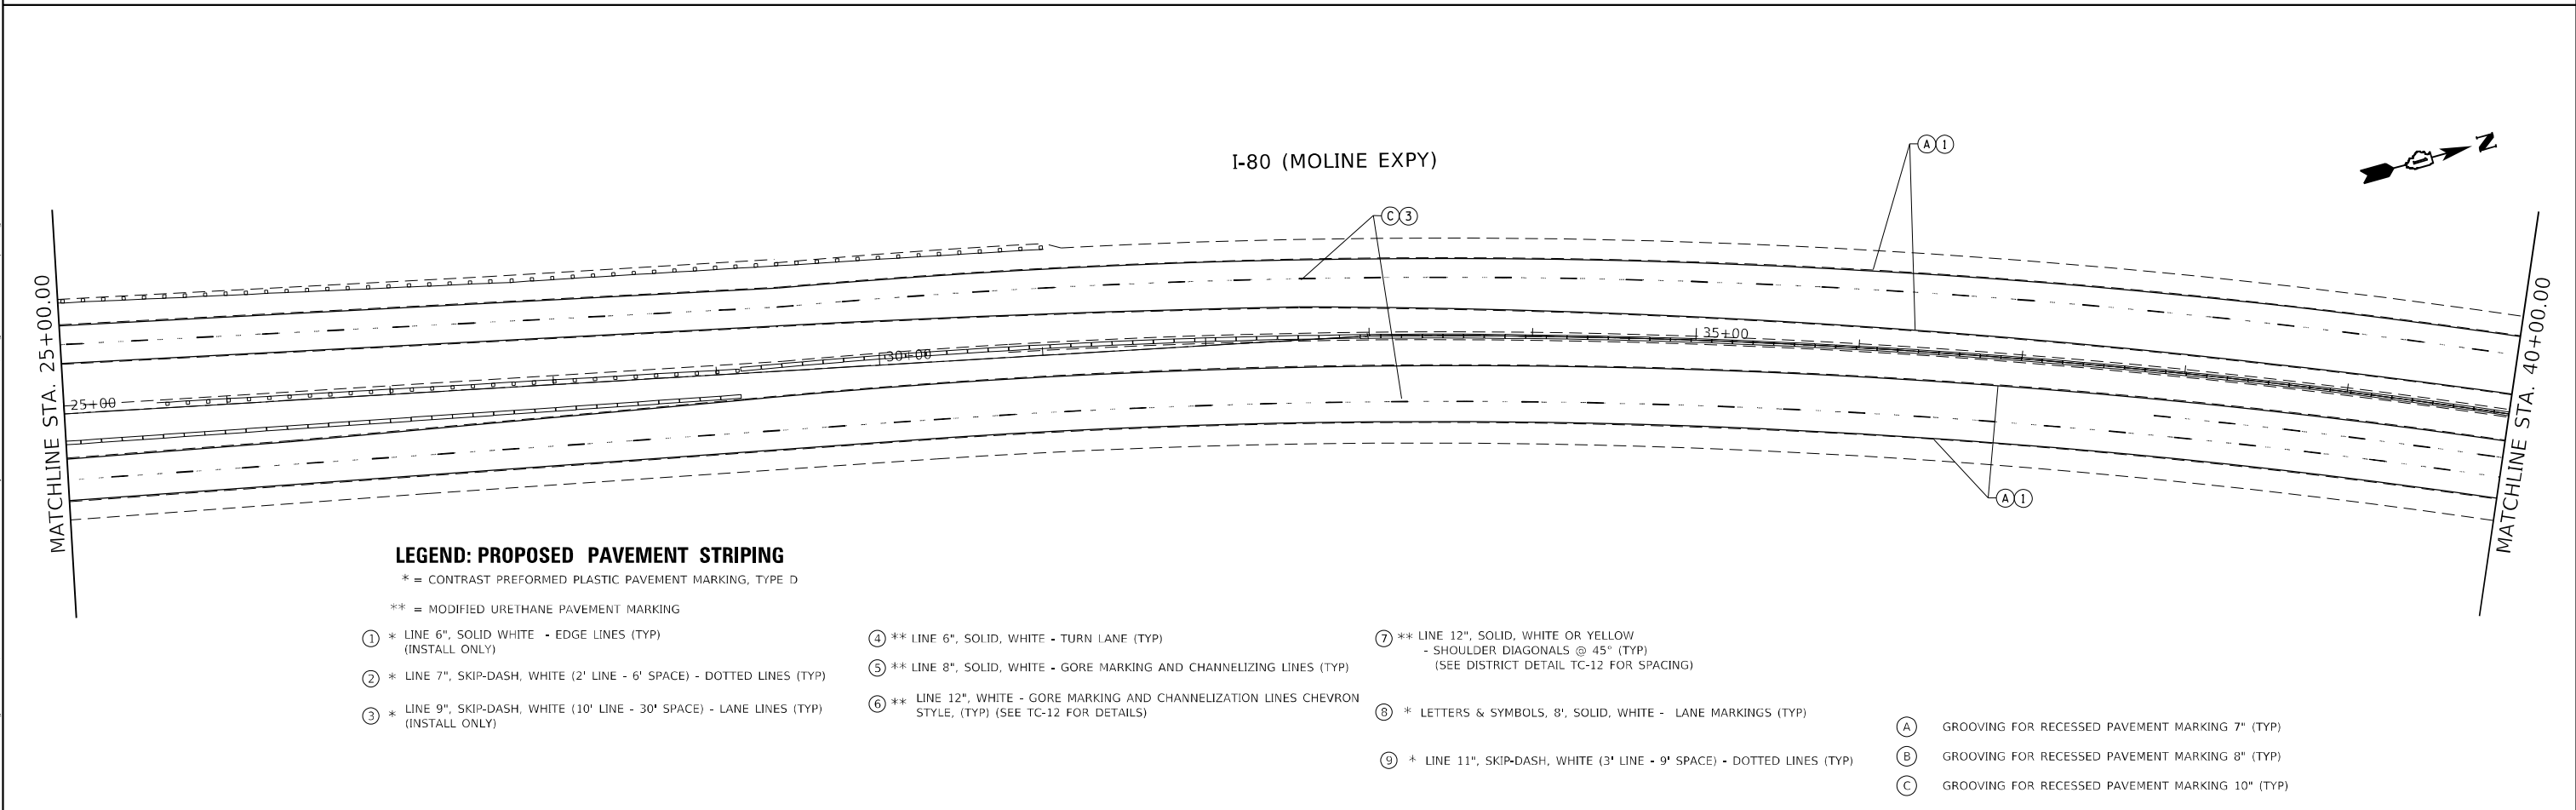 I-80 (MOLINE EXPY)
A 1
N
C 3
MATCHLINE STA. 25+00.00
25+00
30+00
35+00
MATCHLINE STA. 40+00.00
A 1
LEGEND: PROPOSED PAVEMENT STRIPING
* = CONTRAST PREFORMED PLASTIC PAVEMENT MARKING, TYPE D
** = MODIFIED URETHANE PAVEMENT MARKING
1 * LINE 6", SOLID WHITE - EDGE LINES (TYP)
(INSTALL ONLY)
2 * LINE 7", SKIP-DASH, WHITE (2' LINE - 6' SPACE) - DOTTED LINES (TYP)
3 * LINE 9", SKIP-DASH, WHITE (10' LINE - 30' SPACE) - LANE LINES (TYP)
(INSTALL ONLY)
4 ** LINE 6", SOLID, WHITE - TURN LANE (TYP)
5 ** LINE 8", SOLID, WHITE - GORE MARKING AND CHANNELIZING LINES (TYP)
6 ** LINE 12", WHITE - GORE MARKING AND CHANNELIZATION LINES CHEVRON
STYLE, (TYP) (SEE TC-12 FOR DETAILS)
7 ** LINE 12", SOLID, WHITE OR YELLOW
- SHOULDER DIAGONALS @ 45° (TYP)
(SEE DISTRICT DETAIL TC-12 FOR SPACING)
8 * LETTERS & SYMBOLS, 8', SOLID, WHITE - LANE MARKINGS (TYP)
9 * LINE 11", SKIP-DASH, WHITE (3' LINE - 9' SPACE) - DOTTED LINES (TYP)
A GROOVING FOR RECESSED PAVEMENT MARKING 7" (TYP)
B GROOVING FOR RECESSED PAVEMENT MARKING 8" (TYP)
C GROOVING FOR RECESSED PAVEMENT MARKING 10" (TYP)